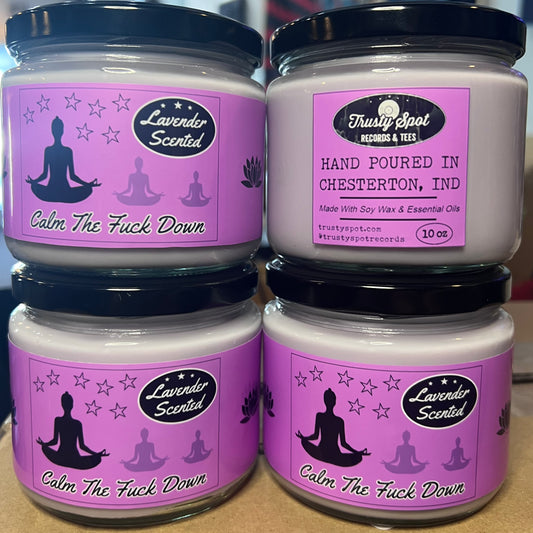 Lavender
Scented
Calm The Fuck Down
Trusty Spot
RECORDS & TEES
HAND POURED IN
CHESTERTON, IND
Made With Soy Wax & Essential Oils
trustyspot.com
@trustyspotrecords
10 oz
Lavender
Scented
Calm The Fuck Down
Lavender
Scented
Calm The Fuck Down